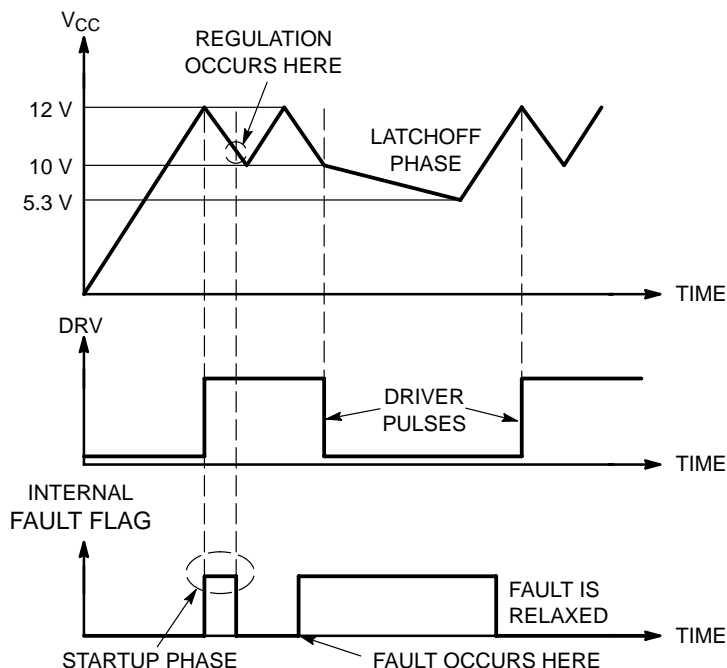 VCC
REGULATION
OCCURS HERE
12 V
LATCHOFF
PHASE
10 V
5.3 V
TIME
DRV
DRIVER
PULSES
TIME
INTERNAL
FAULT FLAG
FAULT IS
RELAXED
TIME
STARTUP PHASE
FAULT OCCURS HERE